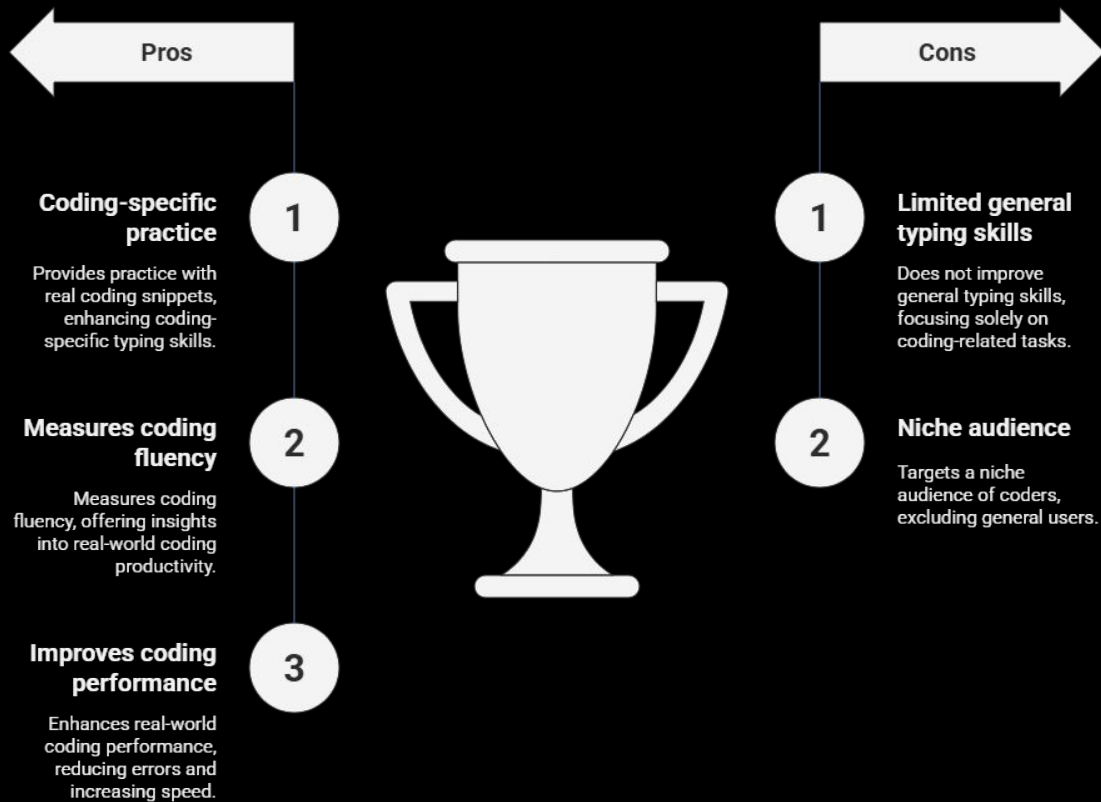 Pros
1
Coding-specific
practice
Provides practice with
real coding snippets,
enhancing coding-
specific typing skills.
2
Measures coding
fluency
Measures coding
fluency, offering insights
into real-world coding
productivity.
3
Improves coding
performance
Enhances real-world
coding performance,
reducing errors and
increasing speed.
Cons
1
Limited general
typing skills
Does not improve
general typing skills,
focusing solely on
coding-related tasks.
2
Niche audience
Targets a niche
audience of coders,
excluding general users.